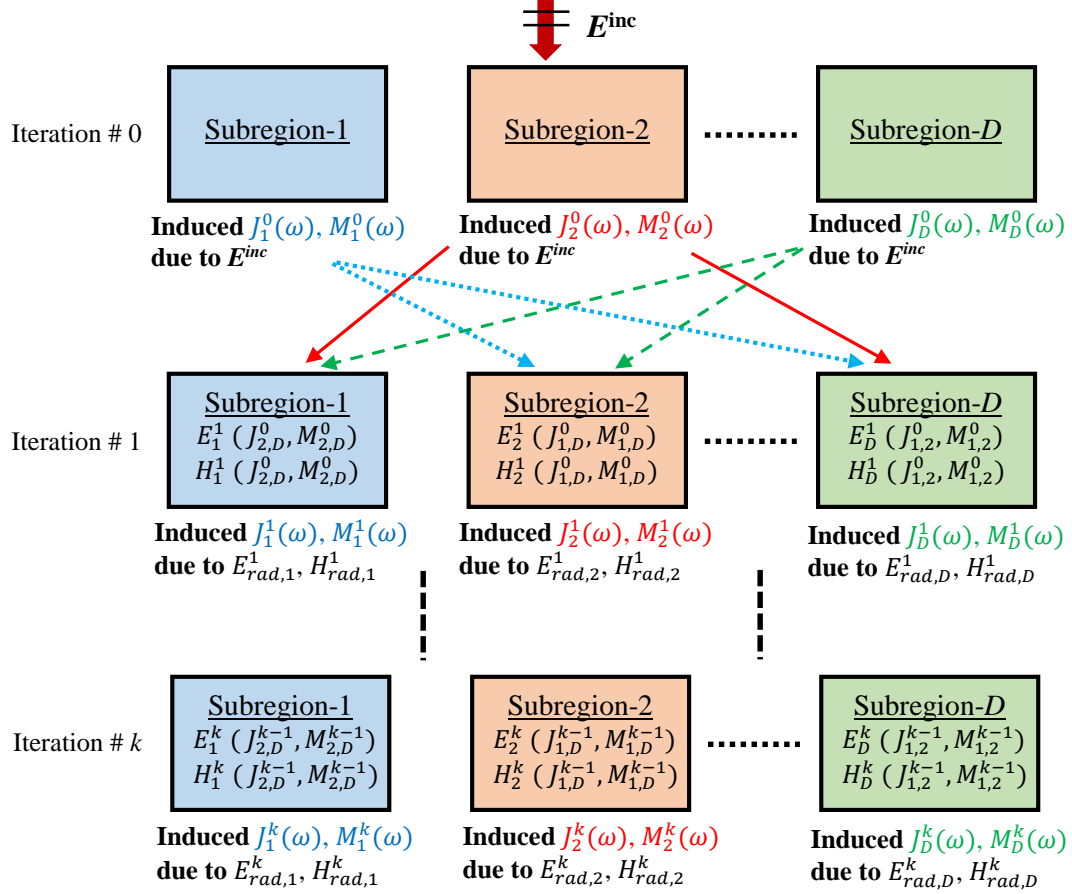 E^inc
Iteration # 0
Subregion-1
Subregion-2
Subregion-D
Induced J_1^0(ω), M_1^0(ω)
due to E^inc
Induced J_2^0(ω), M_2^0(ω)
due to E^inc
Induced J_D^0(ω), M_D^0(ω)
due to E^inc
Iteration # 1
Subregion-1
E_1^1 (J_{2,D}^0, M_{2,D}^0)
H_1^1 (J_{2,D}^0, M_{2,D}^0)
Subregion-2
E_2^1 (J_{1,D}^0, M_{1,D}^0)
H_2^1 (J_{1,D}^0, M_{1,D}^0)
Subregion-D
E_D^1 (J_{1,2}^0, M_{1,2}^0)
H_D^1 (J_{1,2}^0, M_{1,2}^0)
Induced J_1^1(ω), M_1^1(ω)
due to E_{rad,1}^1, H_{rad,1}^1
Induced J_2^1(ω), M_2^1(ω)
due to E_{rad,2}^1, H_{rad,2}^1
Induced J_D^1(ω), M_D^1(ω)
due to E_{rad,D}^1, H_{rad,D}^1
Iteration # k
Subregion-1
E_1^k (J_{2,D}^{k-1}, M_{2,D}^{k-1})
H_1^k (J_{2,D}^{k-1}, M_{2,D}^{k-1})
Subregion-2
E_2^k (J_{1,D}^{k-1}, M_{1,D}^{k-1})
H_2^k (J_{1,D}^{k-1}, M_{1,D}^{k-1})
Subregion-D
E_D^k (J_{1,2}^{k-1}, M_{1,2}^{k-1})
H_D^k (J_{1,2}^{k-1}, M_{1,2}^{k-1})
Induced J_1^k(ω), M_1^k(ω)
due to E_{rad,1}^k, H_{rad,1}^k
Induced J_2^k(ω), M_2^k(ω)
due to E_{rad,2}^k, H_{rad,2}^k
Induced J_D^k(ω), M_D^k(ω)
due to E_{rad,D}^k, H_{rad,D}^k